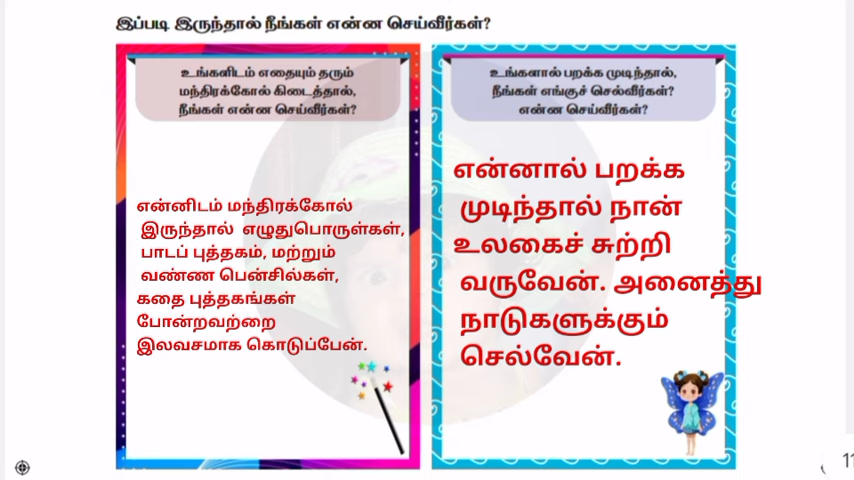 இப்படி இருந்தால் நீங்கள் என்ன செய்வீர்கள்?
உங்களிடம் எதையும் தரும்
மந்திரக்கோல் கிடைத்தால்,
நீங்கள் என்ன செய்வீர்கள்?
என்னிடம் மந்திரக்கோல்
இருந்தால் எழுதுபொருள்கள்,
பாடப் புத்தகம், மற்றும்
வண்ண பென்சில்கள்,
கதை புத்தகங்கள்
போன்றவற்றை
இலவசமாக கொடுப்பேன்.
உங்களால் பறக்க முடிந்தால்,
நீங்கள் எங்குச் செல்வீர்கள்?
என்ன செய்வீர்கள்?
என்னால் பறக்க
முடிந்தால் நான்
உலகைச் சுற்றி
வருவேன். அனைத்து
நாடுகளுக்கும்
செல்வேன்.